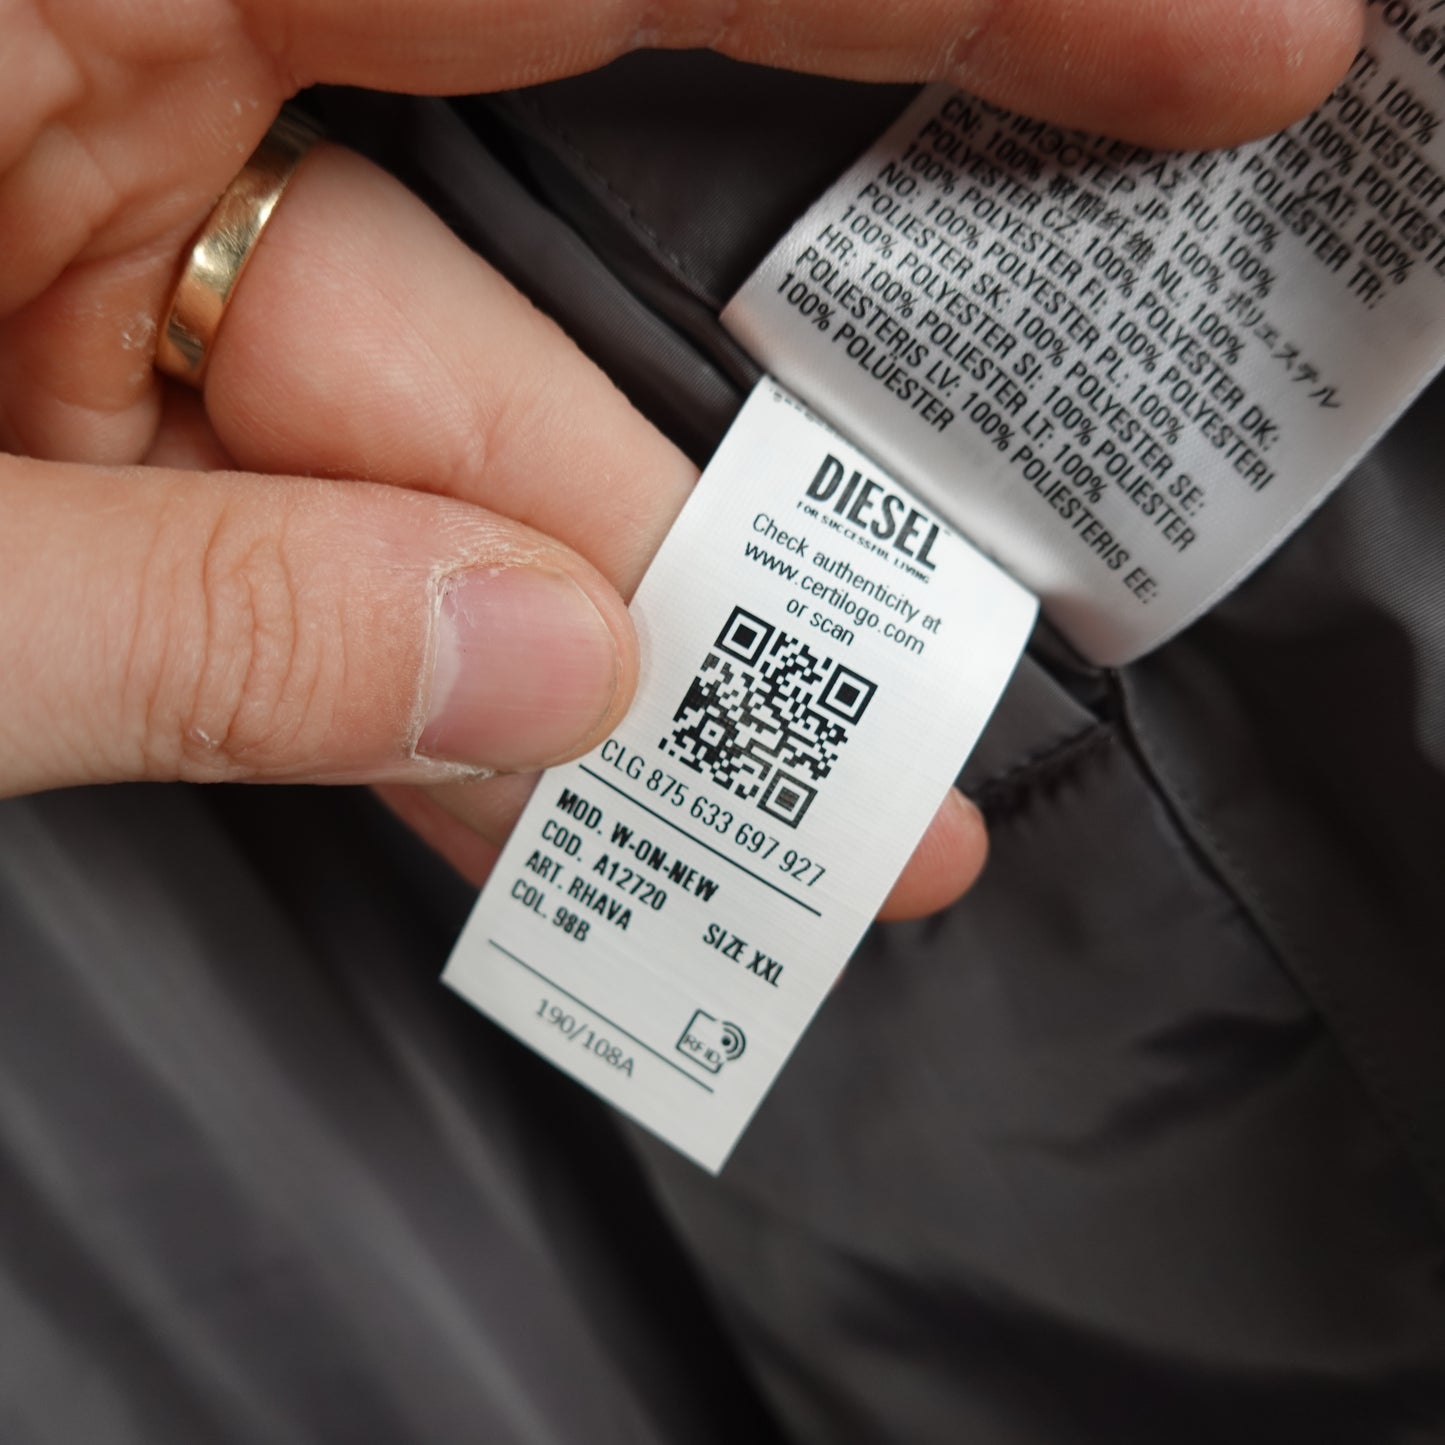 DIESEL
FOR SUCCESSFUL LIVING
Check authenticity at
www.certilogo.com
or scan
CLG 875 633 697 927
MOD. W-ON-NEW
COD. A12720
ART. RHAVA
COL. 98B
SIZE XXL
190/108A
RFID
CN: 100% 聚酯纤维 JP: 100% ポリエステル
POLYESTER CZ: 100% NL: 100%
100% POLYESTER FI: 100% POLYESTER DK:
NO: 100% POLYESTER PL: 100% POLYESTERI
POLIESTER SK: 100% POLYESTER SE:
100% POLYESTER SI: 100% POLIESTER
HR: 100% POLIESTER LT: 100%
POLIESTERIS LV: 100% POLIESTERIS EE:
100% POLUESTER